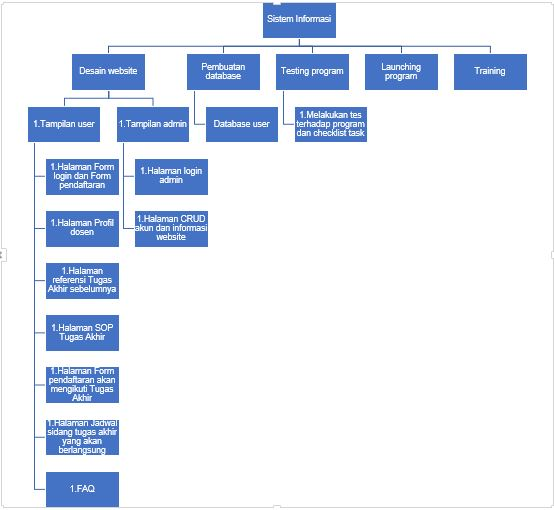 Sistem Informasi
Desain website
Pembuatan
database
Testing program
Launching
program
Training
1.Tampilan user
1.Tampilan admin
Database user
1.Melakukan tes
terhadap program
dan checklist task
1.Halaman Form
login dan Form
pendaftaran
1.Halaman login
admin
1.Halaman Profil
dosen
1.Halaman CRUD
akun dan informasi
website
1.Halaman
referensi Tugas
Akhir sebelumnya
1.Halaman SOP
Tugas Akhir
1.Halaman Form
pendaftaran akan
mengikuti Tugas
Akhir
1.Halaman Jadwal
sidang tugas akhir
yang akan
berlangsung
1.FAQ